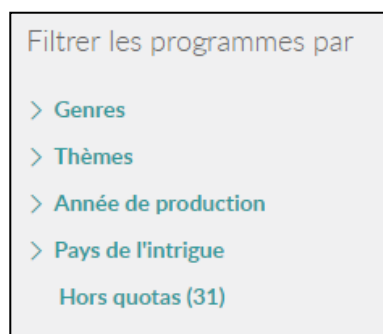 Filtrer les programmes par
Genres
Thèmes
Année de production
Pays de l'intrigue
Hors quotas (31)